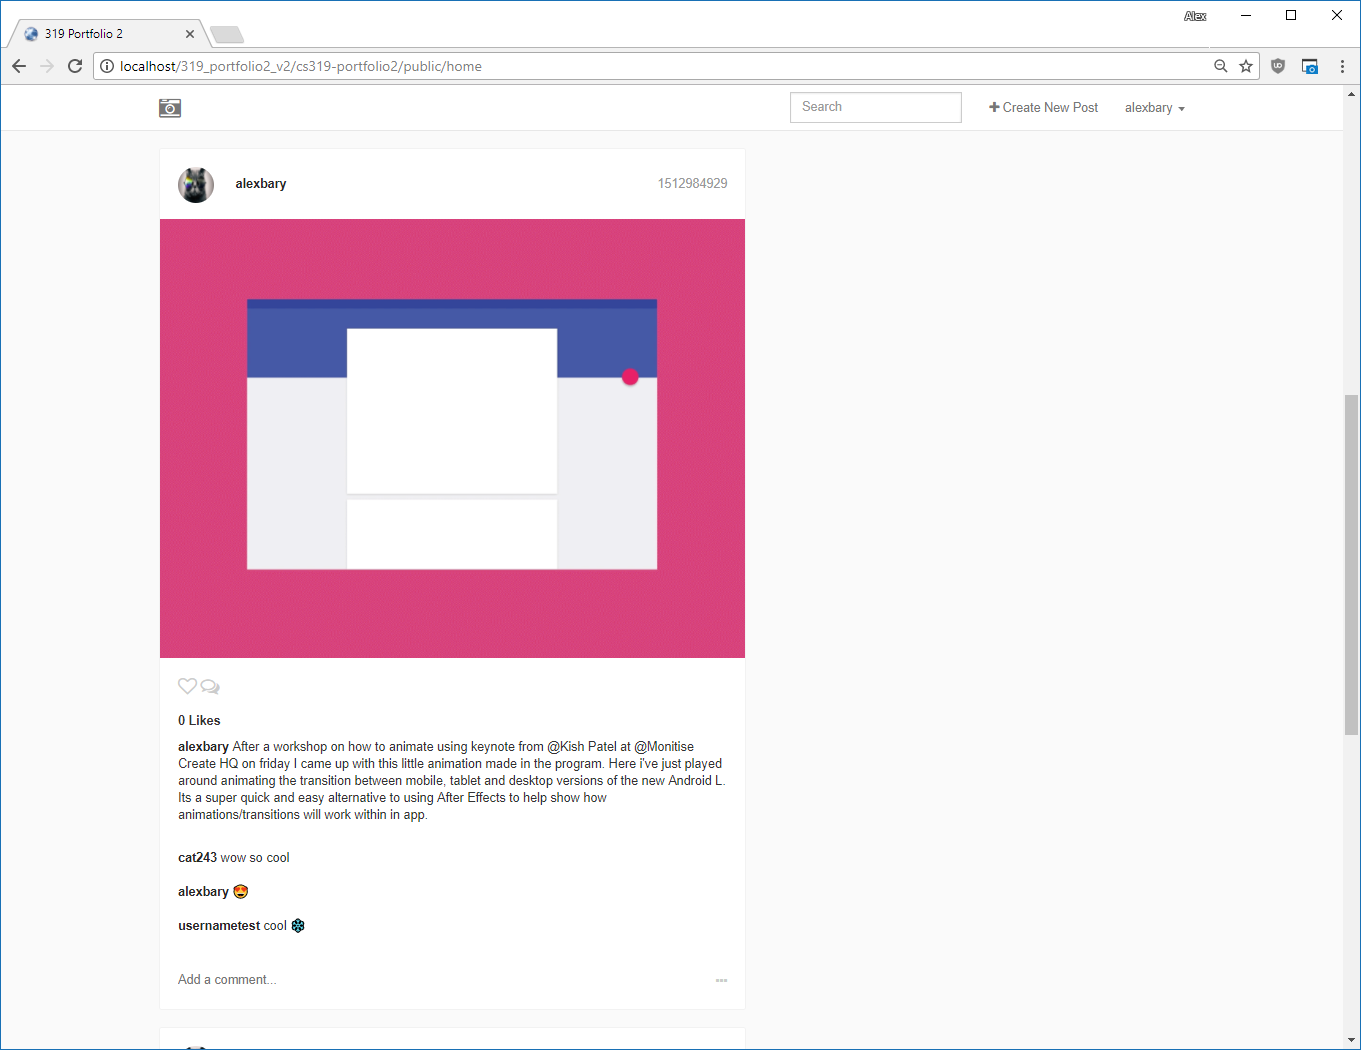 Alex
319 Portfolio 2
localhost/319_portfolio2_v2/cs319-portfolio2/public/home
Search
Create New Post
alexbary
alexbary
1512984929
0 Likes
alexbary After a workshop on how to animate using keynote from @Kish Patel at @Monitise
Create HQ on friday I came up with this little animation made in the program. Here i've just played
around animating the transition between mobile, tablet and desktop versions of the new Android L.
Its a super quick and easy alternative to using After Effects to help show how
animations/transitions will work within in app.
cat243 wow so cool
alexbary 😍
usernametest cool ❄
Add a comment...